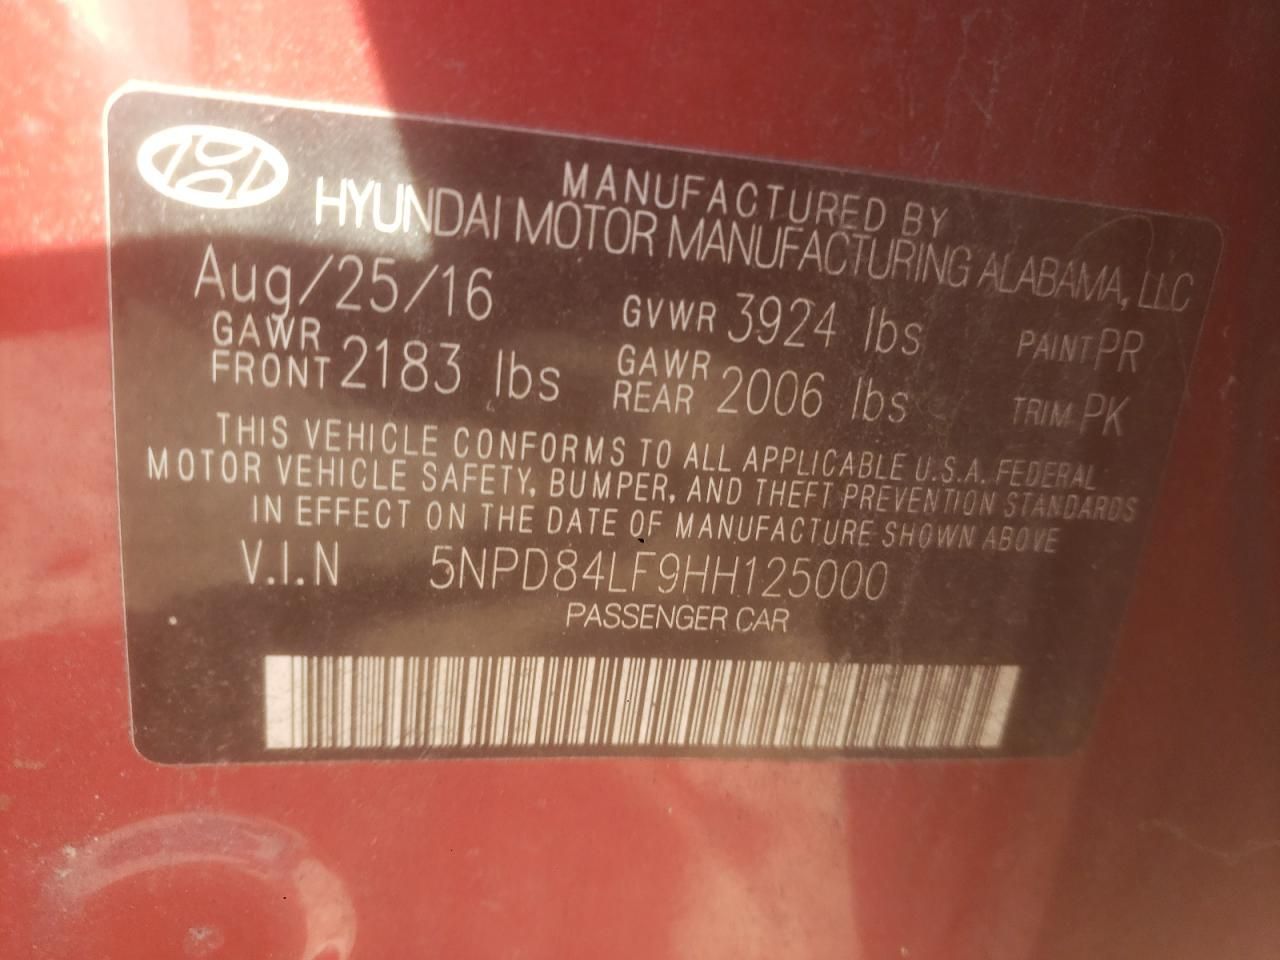 MANUFACTURED BY
HYUNDAI MOTOR MANUFACTURING ALABAMA, LLC
Aug/25/16 GVWR 3924 lbs PAINT PR
GAWR FRONT 2183 lbs GAWR REAR 2006 lbs TRIM PK
THIS VEHICLE CONFORMS TO ALL APPLICABLE U.S.A. FEDERAL
MOTOR VEHICLE SAFETY, BUMPER, AND THEFT PREVENTION STANDARDS
IN EFFECT ON THE DATE OF MANUFACTURE SHOWN ABOVE
V.I.N 5NPD84LF9HH125000
PASSENGER CAR